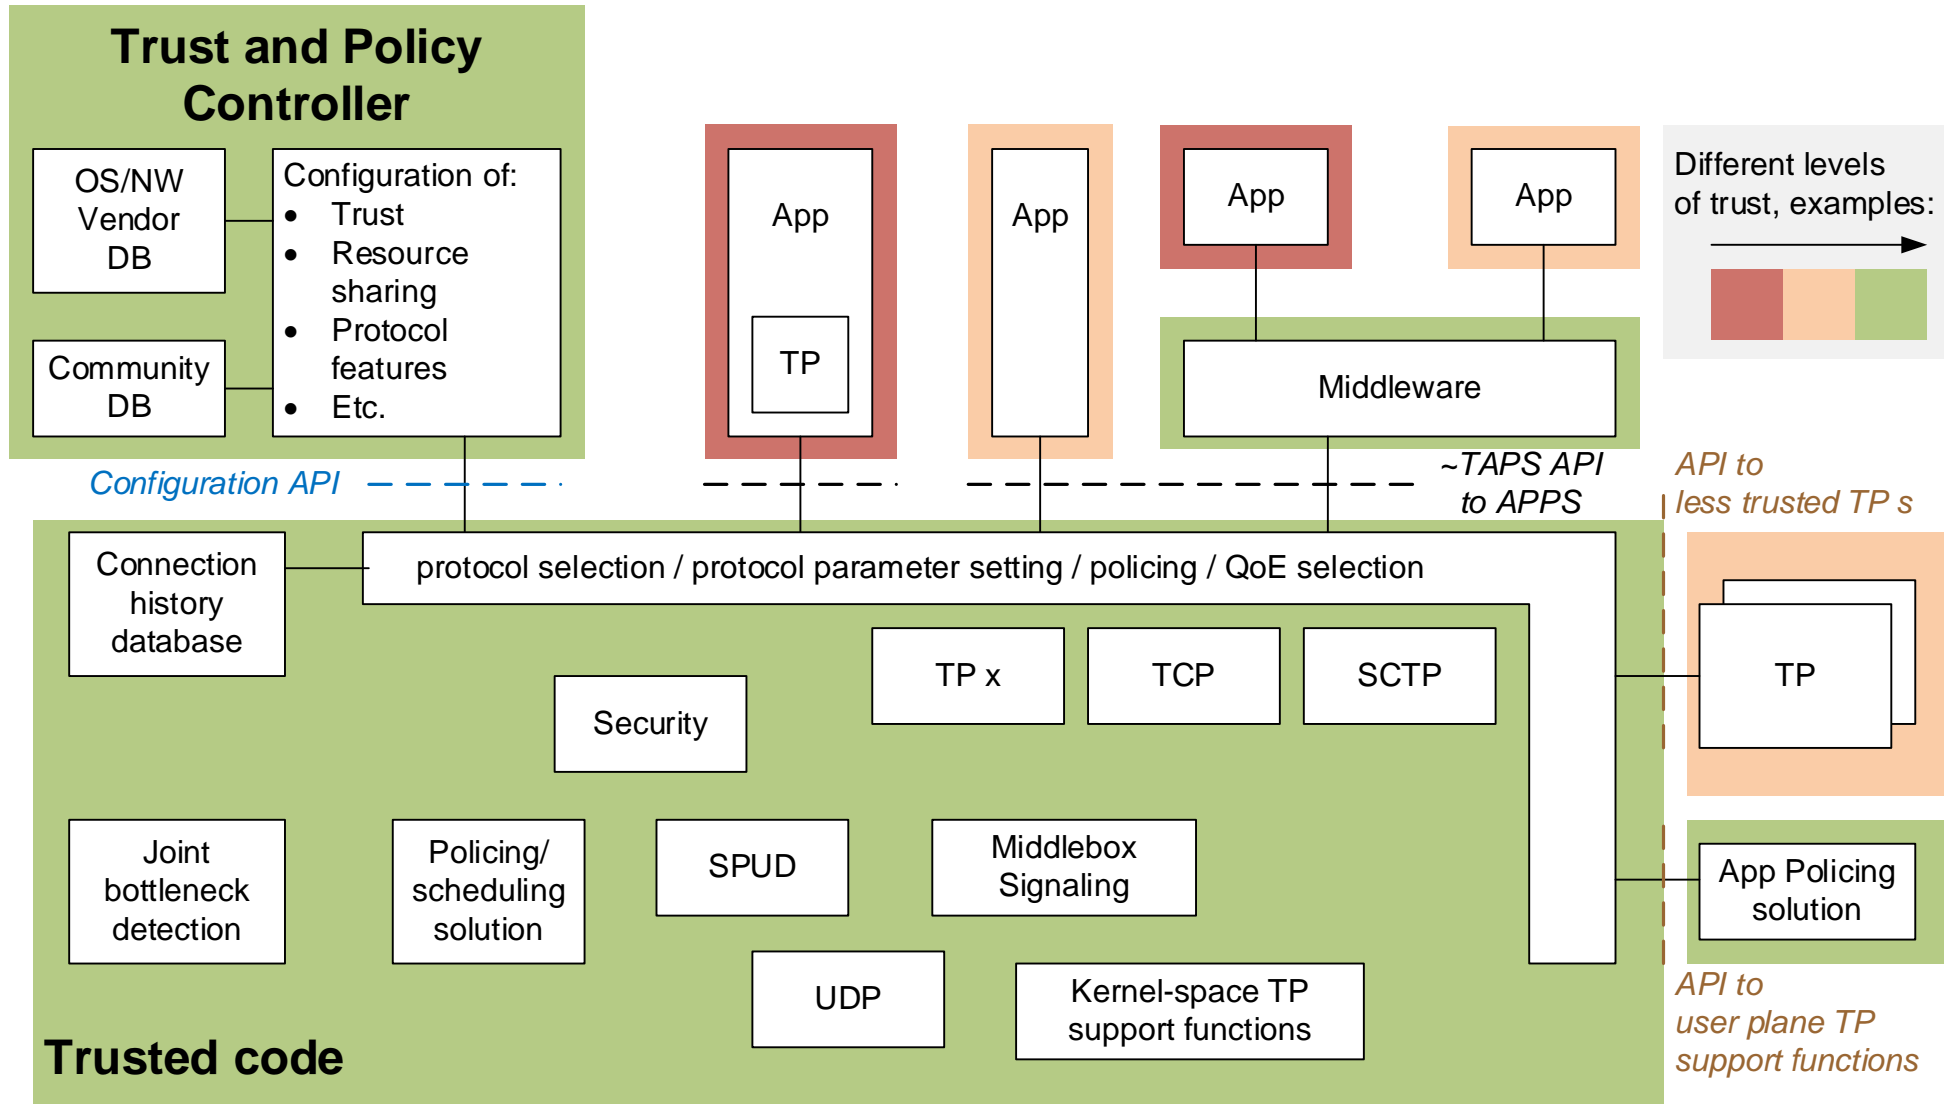 Trust and Policy
Controller
OS/NW
Vendor
DB
Community
DB
Configuration of:
• Trust
• Resource
sharing
• Protocol
features
• Etc.
App
TP
App
App
App
Middleware
Different levels
of trust, examples:
Configuration API
~TAPS API
to APPS
API to
less trusted TP s
Connection
history
database
protocol selection / protocol parameter setting / policing / QoE selection
TP x
TCP
SCTP
TP
Security
Joint
bottleneck
detection
Policing/
scheduling
solution
SPUD
Middlebox
Signaling
App Policing
solution
UDP
Kernel-space TP
support functions
API to
user plane TP
support functions
Trusted code